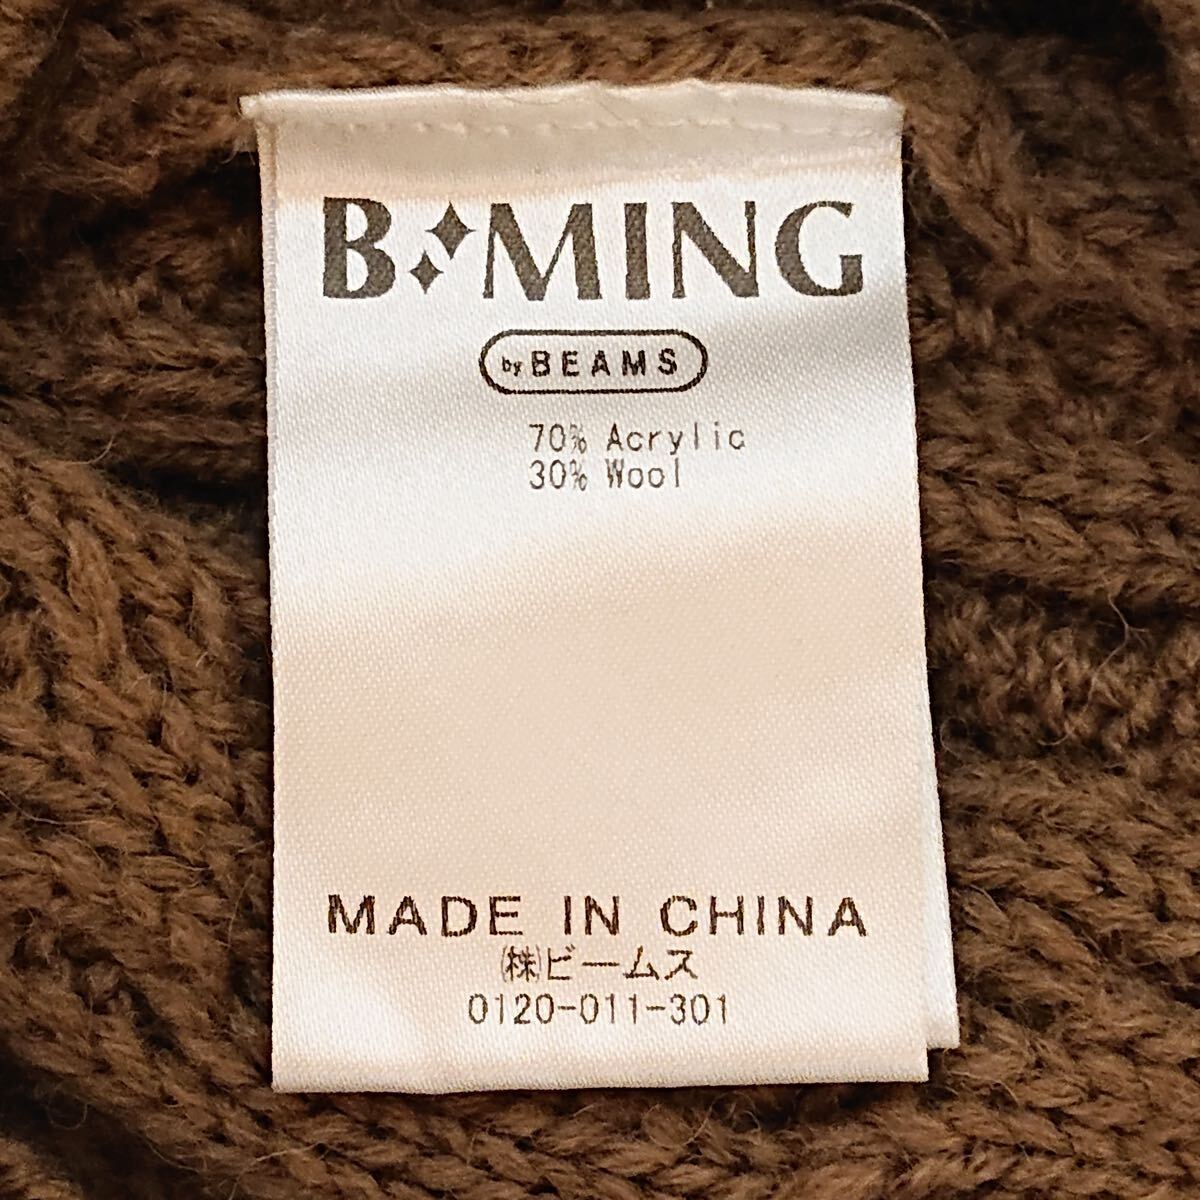 B MING
by BEAMS
70% Acrylic
30% Wool
MADE IN CHINA
㈱ビームス
0120-011-301